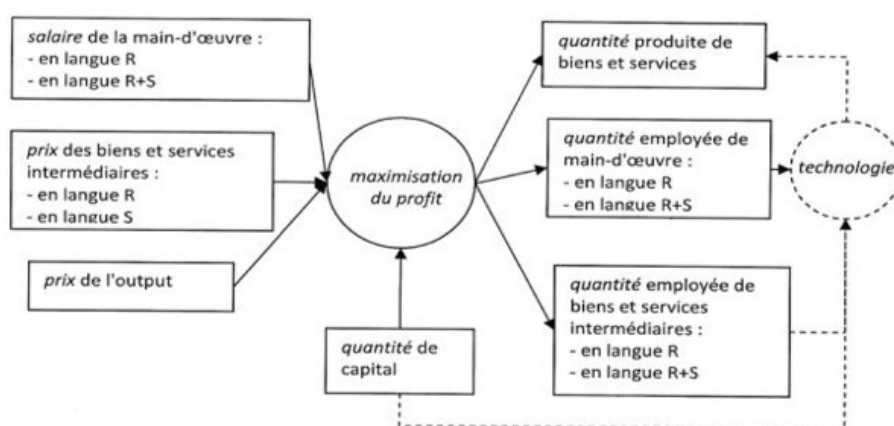 salaire de la main-d'œuvre :
- en langue R
- en langue R+S
prix des biens et services
intermédiaires :
- en langue R
- en langue S
prix de l'output
maximisation
du profit
quantité de
capital
quantité produite de
biens et services
quantité employée de
main-d'œuvre :
- en langue R
- en langue R+S
quantité employée de
biens et services
intermédiaires :
- en langue R
- en langue R+S
technologie